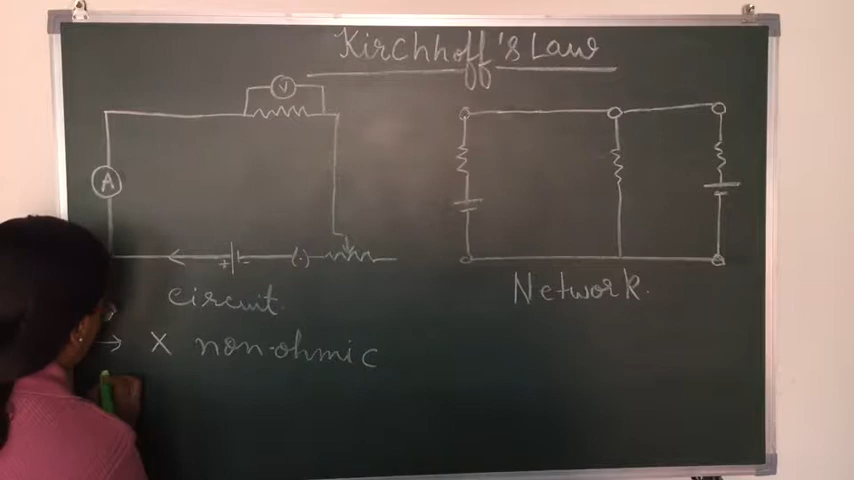 Kirchhoff's Law
V
A
+ -
(·)
circuit.
Network.
→ X non-ohmic